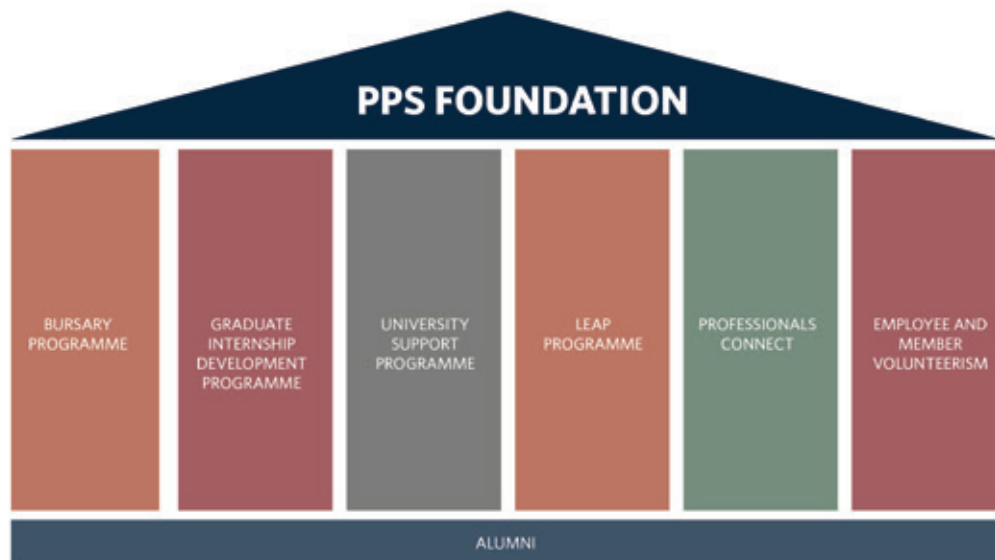 PPS FOUNDATION
BURSARY
PROGRAMME
GRADUATE
INTERNSHIP
DEVELOPMENT
PROGRAMME
UNIVERSITY
SUPPORT
PROGRAMME
LEAP
PROGRAMME
PROFESSIONALS
CONNECT
EMPLOYEE AND
MEMBER
VOLUNTEERISM
ALUMNI